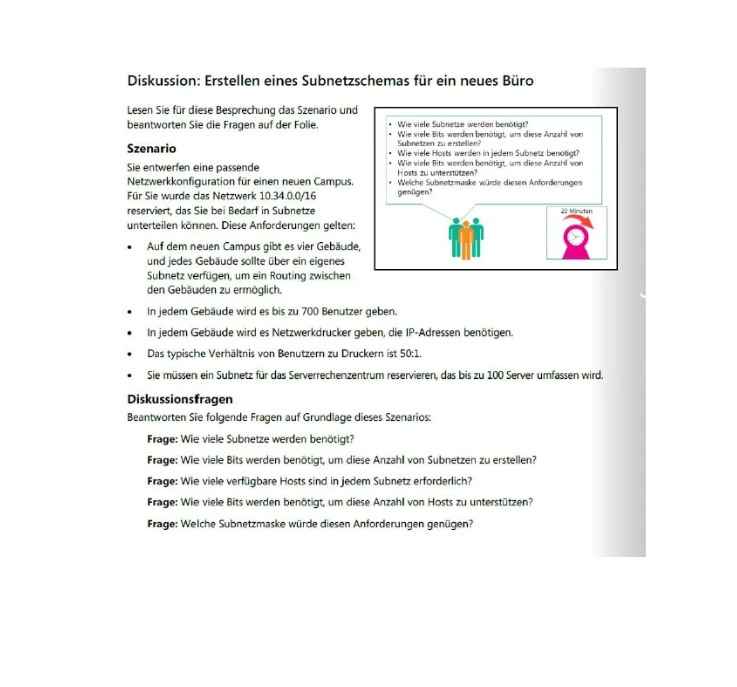 Diskussion: Erstellen eines Subnetzschemas für ein neues Büro
Lesen Sie für diese Besprechung das Szenario und
beantworten Sie die Fragen auf der Folie.
Szenario
Sie entwerfen eine passende
Netzwerkkonfiguration für einen neuen Campus.
Für Sie wurde das Netzwerk 10.34.0.0/16
reserviert, das Sie bei Bedarf in Subnetze
unterteilen können. Diese Anforderungen gelten:
• Auf dem neuen Campus gibt es vier Gebäude,
und jedes Gebäude sollte über ein eigenes
Subnetz verfügen, um ein Routing zwischen
den Gebäuden zu ermöglich.
• Wie viele Subnetze werden benötigt?
• Wie viele Bits werden benötigt, um diese Anzahl von
Subnetzen zu erstellen?
• Wie viele Hosts werden in jedem Subnetz benötigt?
• Wie viele Bits werden benötigt, um diese Anzahl von
Hosts zu unterstützen?
• Welche Subnetzmaske würde diesen Anforderungen
genügen?
20 Minuten
• In jedem Gebäude wird es bis zu 700 Benutzer geben.
• In jedem Gebäude wird es Netzwerkdrucker geben, die IP-Adressen benötigen.
• Das typische Verhältnis von Benutzern zu Druckern ist 50:1.
• Sie müssen ein Subnetz für das Serverrechenzentrum reservieren, das bis zu 100 Server umfassen wird.
Diskussionsfragen
Beantworten Sie folgende Fragen auf Grundlage dieses Szenarios:
Frage: Wie viele Subnetze werden benötigt?
Frage: Wie viele Bits werden benötigt, um diese Anzahl von Subnetzen zu erstellen?
Frage: Wie viele verfügbare Hosts sind in jedem Subnetz erforderlich?
Frage: Wie viele Bits werden benötigt, um diese Anzahl von Hosts zu unterstützen?
Frage: Welche Subnetzmaske würde diesen Anforderungen genügen?